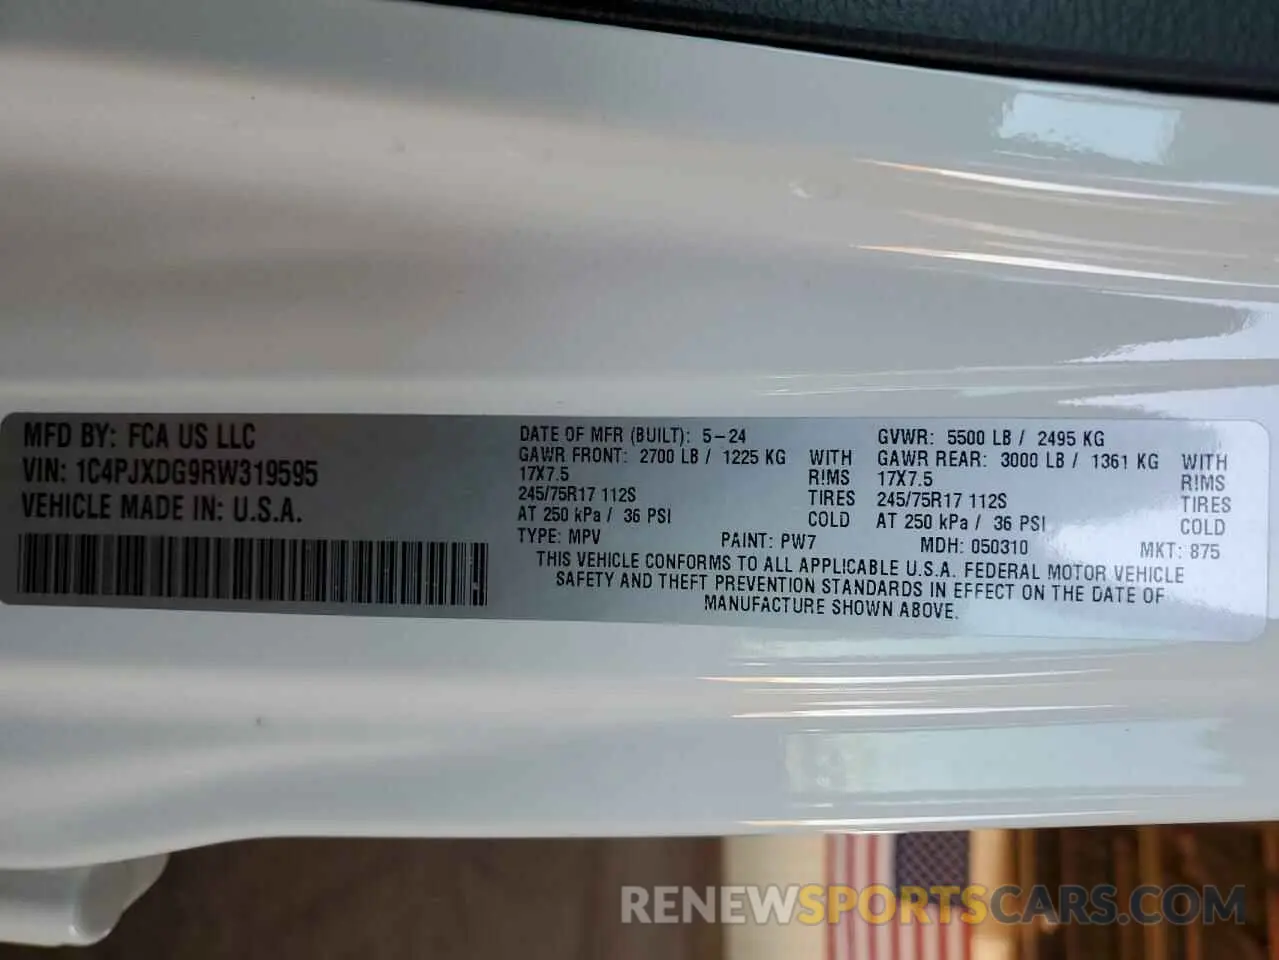 MFD BY: FCA US LLC
VIN: 1C4PJXDG9RW319595
VEHICLE MADE IN: U.S.A.
DATE OF MFR (BUILT): 5-24 GVWR: 5500 LB / 2495 KG
GAWR FRONT: 2700 LB / 1225 KG WITH GAWR REAR: 3000 LB / 1361 KG WITH
17X7.5 RIMS 17X7.5 RIMS
245/75R17 112S TIRES 245/75R17 112S TIRES
AT 250 kPa / 36 PSI COLD AT 250 kPa / 36 PSI COLD
TYPE: MPV PAINT: PW7 MDH: 050310 MKT: 875
THIS VEHICLE CONFORMS TO ALL APPLICABLE U.S.A. FEDERAL MOTOR VEHICLE
SAFETY AND THEFT PREVENTION STANDARDS IN EFFECT ON THE DATE OF
MANUFACTURE SHOWN ABOVE.
RENEWSPORTSCARS.COM